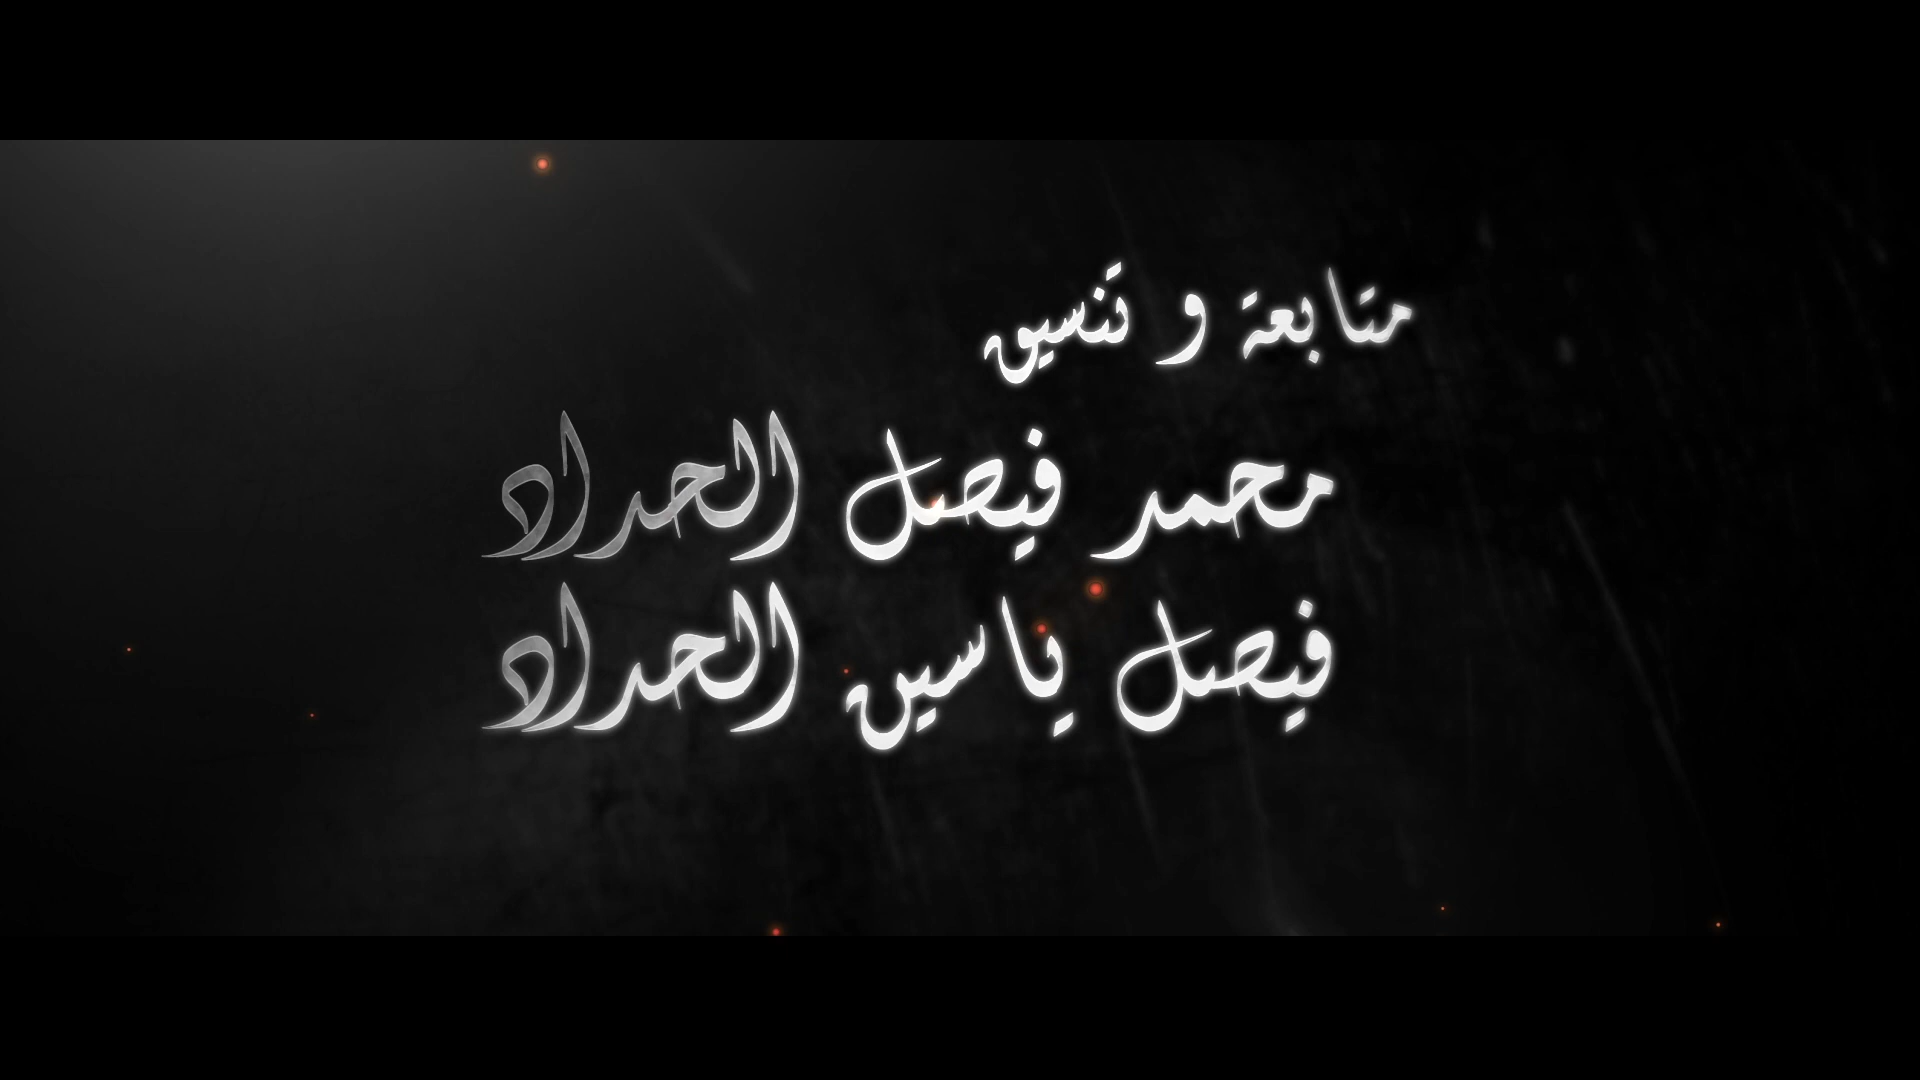 متابعة و تنسيق
محمد فيصل الحداد
فيصل ياسين الحداد